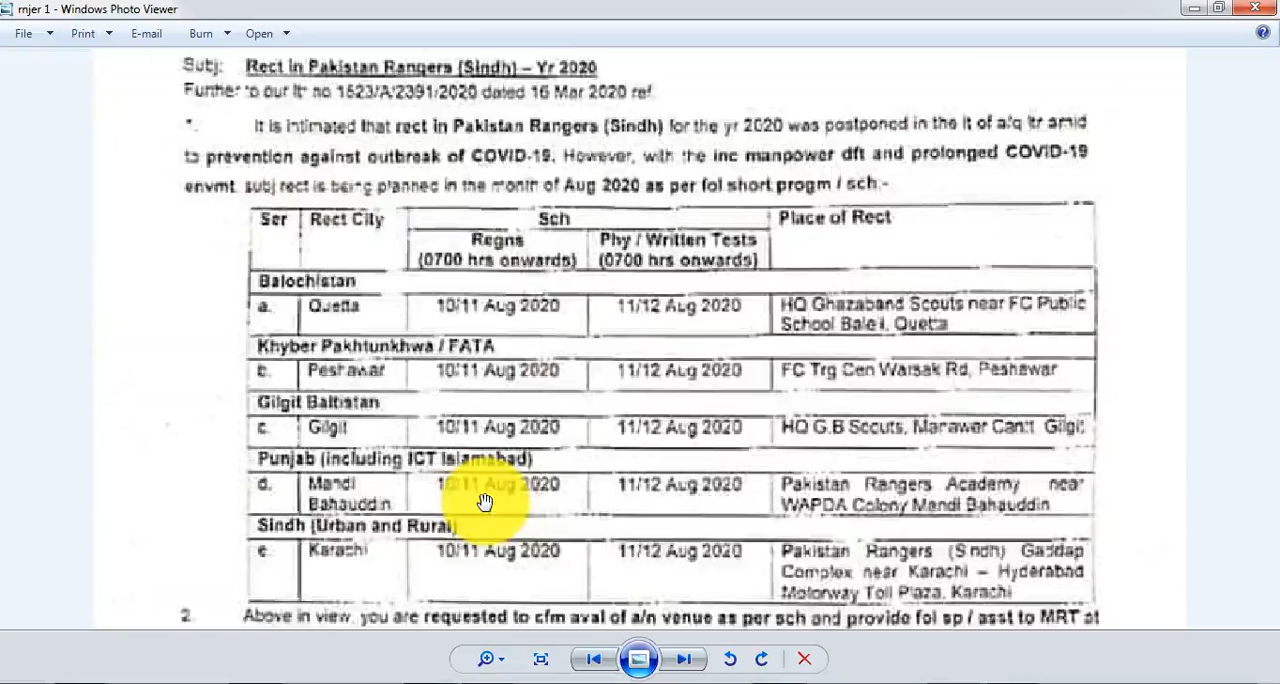 rnjer 1 - Windows Photo Viewer
File Print E-mail Burn Open
Subj: Rect in Pakistan Rangers (Sindh) – Yr 2020
Further to our ltr no 1523/A/2391/2020 dated 16 Mar 2020 ref.
It is intimated that rect in Pakistan Rangers (Sindh) for the yr 2020 was postponed in the lt of a/q ltr amid
to prevention against outbreak of COVID-19. However, with the inc manpower dft and prolonged COVID-19
envmt, subj rect is being planned in the month of Aug 2020 as per fol short progm / sch:-
Ser Rect City Sch Place of Rect
Regns Phy / Written Tests
(0700 hrs onwards) (0700 hrs onwards)
Balochistan
a. Quetta 10/11 Aug 2020 11/12 Aug 2020 HQ Ghazaband Scouts near FC Public
School Baleli, Quetta
Khyber Pakhtunkhwa / FATA
b. Peshawar 10/11 Aug 2020 11/12 Aug 2020 FC Trg Cen Warsak Rd, Peshawar
Gilgit Baltistan
c. Gilgit 10/11 Aug 2020 11/12 Aug 2020 HQ G.B Scouts, Manawer Cantt Gilgit
Punjab (including ICT Islamabad)
d. Mandi 10/11 Aug 2020 11/12 Aug 2020 Pakistan Rangers Academy near
Bahauddin WAPDA Colony Mandi Bahauddin
Sindh (Urban and Rural)
e. Karachi 10/11 Aug 2020 11/12 Aug 2020 Pakistan Rangers (Sindh) Gaddap
Complex near Karachi – Hyderabad
Motorway Toll Plaza, Karachi
2. Above in view, you are requested to cfm aval of a/n venue as per sch and provide fol sp / asst to MRT at